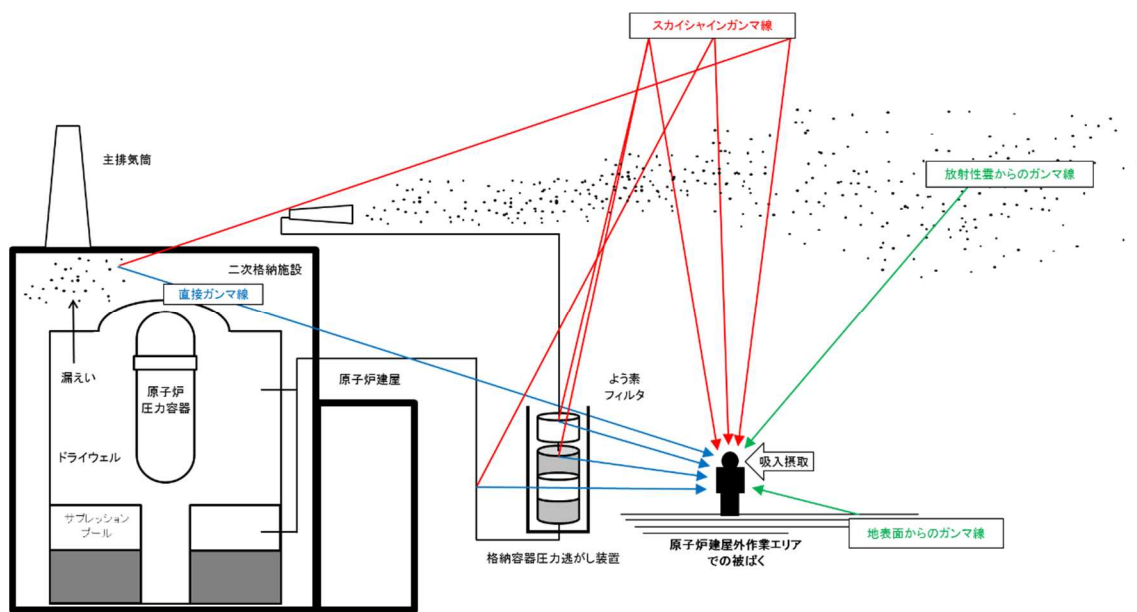 スカイシャインガンマ線
主排気筒
放射性雲からのガンマ線
二次格納施設
直接ガンマ線
漏えい
原子炉
圧力容器
原子炉建屋
よう素
フィルタ
ドライウェル
吸入摂取
サプレッション
プール
格納容器圧力逃がし装置
原子炉建屋外作業エリア
での被ばく
地表面からのガンマ線